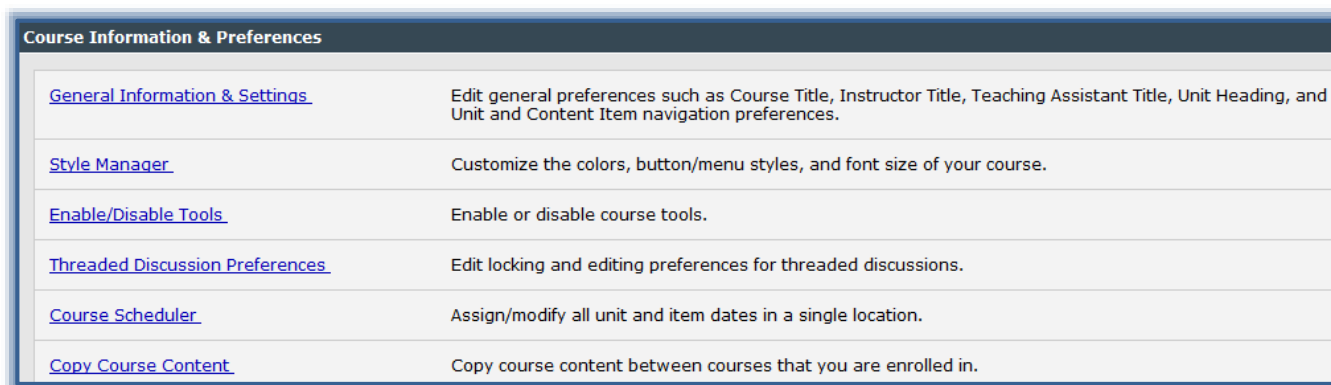 Course Information & Preferences
General Information & Settings
Edit general preferences such as Course Title, Instructor Title, Teaching Assistant Title, Unit Heading, and
Unit and Content Item navigation preferences.
Style Manager
Customize the colors, button/menu styles, and font size of your course.
Enable/Disable Tools
Enable or disable course tools.
Threaded Discussion Preferences
Edit locking and editing preferences for threaded discussions.
Course Scheduler
Assign/modify all unit and item dates in a single location.
Copy Course Content
Copy course content between courses that you are enrolled in.